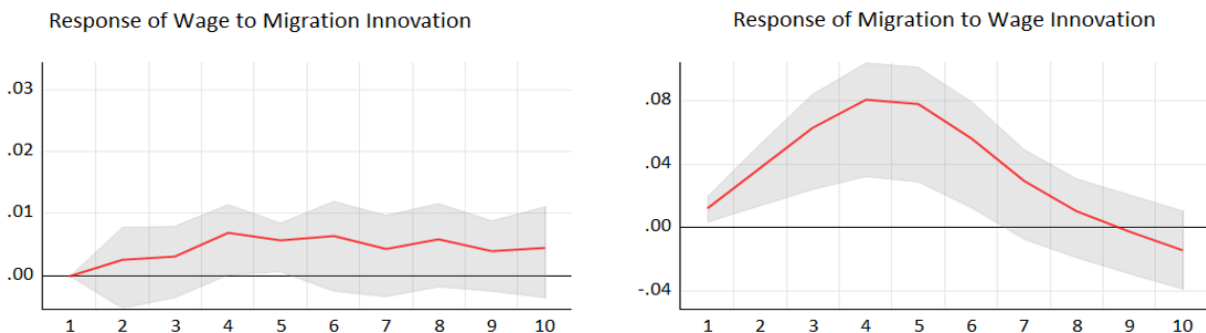 Response of Wage to Migration Innovation
.03
.02
.01
.00
1 2 3 4 5 6 7 8 9 10
Response of Migration to Wage Innovation
.08
.04
.00
-.04
1 2 3 4 5 6 7 8 9 10